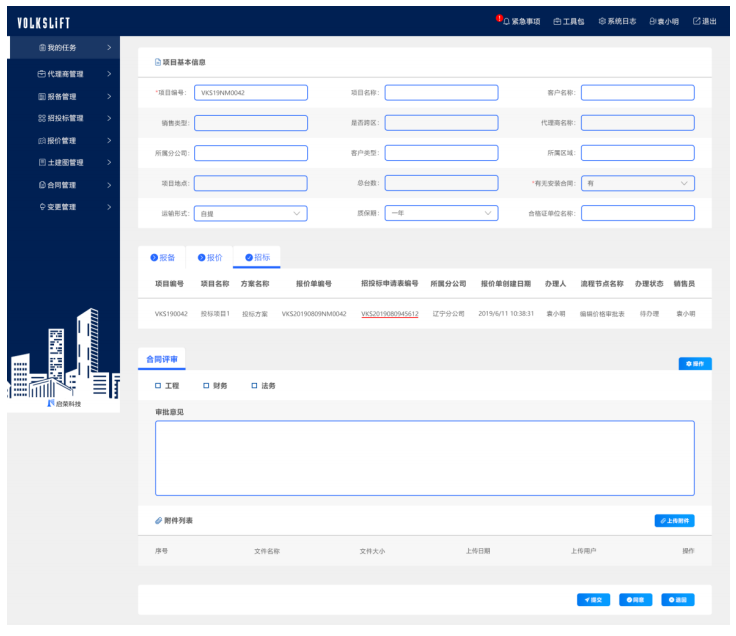 VOLKSLiFT
! 紧急事项 工具包 系统日志 袁小明 退出
我的任务
代理商管理
报备管理
招投标管理
报价管理
土建图管理
合同管理
变更管理
启荣科技
项目基本信息
*项目编号: VKS19NM0042 项目名称: 客户名称:
销售类型: 是否跨区: 代理商名称:
所属分公司: 客户类型: 所属区域:
项目地点: 总台数: *有无安装合同: 有
运输形式: 自提 质保期: 一年 合格证单位名称:
报备 报价 招标
项目编号 项目名称 方案名称 报价单编号 招投标申请表编号 所属分公司 报价单创建日期 办理人 流程节点名称 办理状态 销售员
VKS190042 投标项目1 投标方案 VKS20190809NM0042 VKS2019080945612 辽宁分公司 2019/6/11 10:38:31 袁小明 编辑价格审批表 待办理 袁小明
合同评审
操作
工程 财务 法务
审批意见
附件列表 上传附件
序号 文件名称 文件大小 上传日期 上传用户 操作
提交 同意 返回